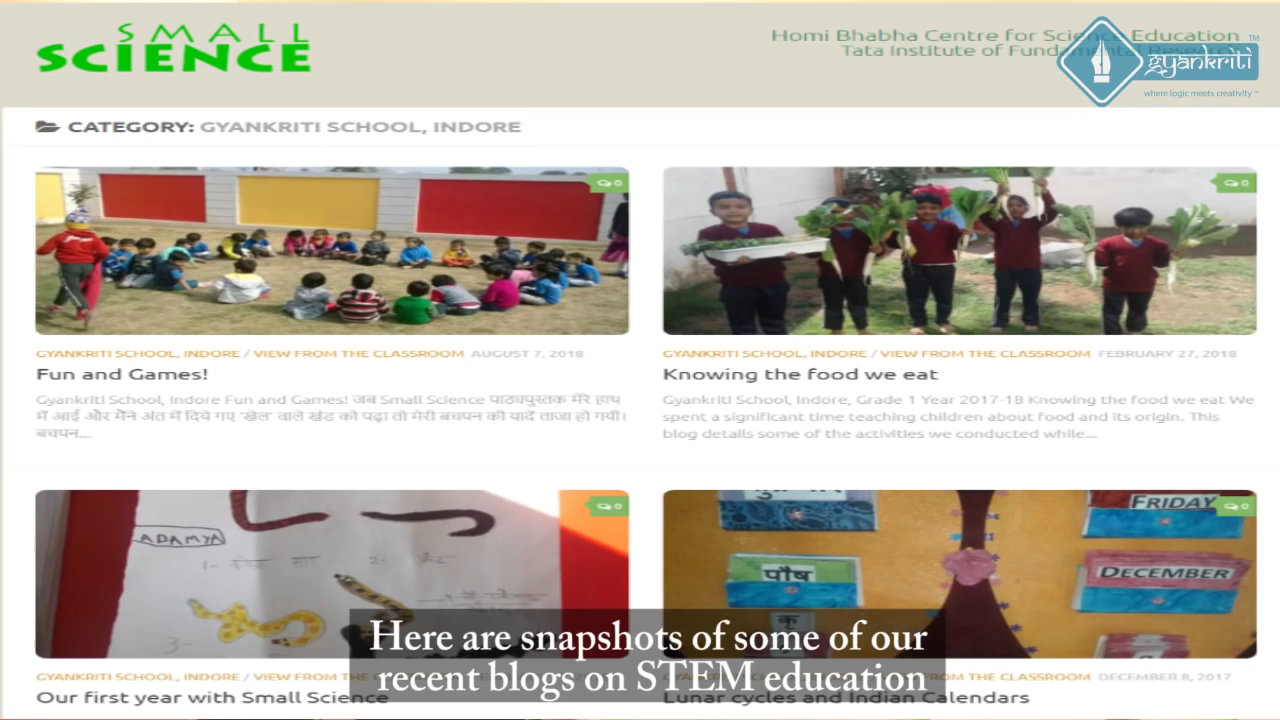 SMALL
SCIENCE
Homi Bhabha Centre for Science Education
Tata Institute of Fundamental Research
gyankriti TM
where logic meets creativity ™
CATEGORY: GYANKRITI SCHOOL, INDORE
0
0
GYANKRITI SCHOOL, INDORE / VIEW FROM THE CLASSROOM AUGUST 7, 2018
Fun and Games!
Gyankriti School, Indore Fun and Games! जब Small Science पाठ्यपुस्तक मेरे हाथ
में आई और मैंने अंत में दिये गए 'खेल' वाले खंड को पढ़ा तो मेरी बचपन की यादें ताजा हो गयी।
बचपन...
GYANKRITI SCHOOL, INDORE / VIEW FROM THE CLASSROOM FEBRUARY 27, 2018
Knowing the food we eat
Gyankriti School, Indore, Grade 1 Year 2017-18 Knowing the food we eat We
spent a significant time teaching children about food and its origin. This
blog details some of the activities we conducted while...
0
ADAMYA
1-
2-
3-
0
FRIDAY
पौष
DECEMBER
कृ
Here are snapshots of some of our
recent blogs on STEM education
GYANKRITI SCHOOL, INDORE / VIEW FROM THE
Our first year with Small Science
FROM THE CLASSROOM DECEMBER 8, 2017
Lunar cycles and Indian Calendars